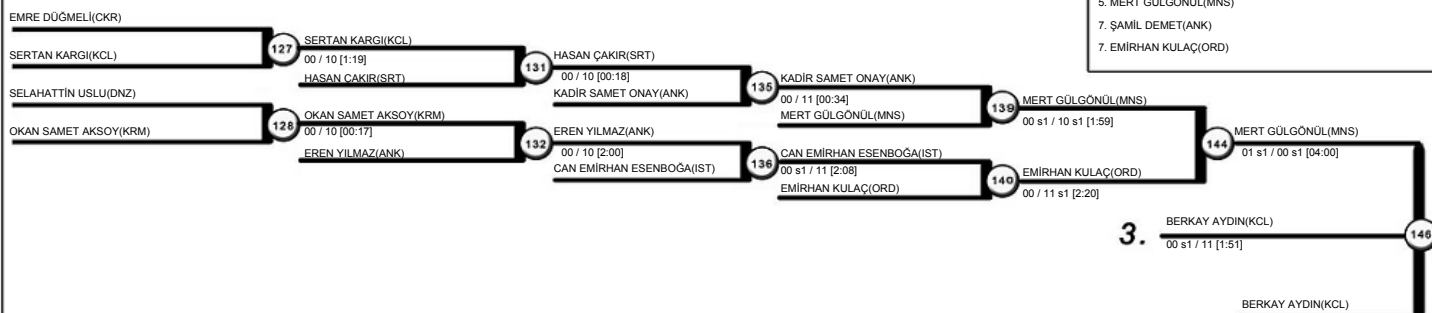 5. MERT GÜLGÖNÜL(MNS)
7. ŞAMİL DEMET(ANK)
7. EMİRHAN KULAÇ(ORD)
EMRE DÜĞMELİ(CKR)
SERTAN KARGI(KCL)
127
SERTAN KARGI(KCL)
00 / 10 [1:19]
HASAN ÇAKIR(SRT)
131
HASAN ÇAKIR(SRT)
00 / 10 [00:18]
KADİR SAMET ONAY(ANK)
135
KADİR SAMET ONAY(ANK)
00 / 11 [00:34]
MERT GÜLGÖNÜL(MNS)
139
MERT GÜLGÖNÜL(MNS)
00 s1 / 10 s1 [1:59]
SELAHATTİN USLU(DNZ)
OKAN SAMET AKSOY(KRM)
128
OKAN SAMET AKSOY(KRM)
00 / 10 [00:17]
EREN YILMAZ(ANK)
132
EREN YILMAZ(ANK)
00 / 10 [2:00]
CAN EMİRHAN ESENBOĞA(IST)
136
CAN EMİRHAN ESENBOĞA(IST)
00 s1 / 11 [2:08]
EMİRHAN KULAÇ(ORD)
140
EMİRHAN KULAÇ(ORD)
00 / 11 s1 [2:20]
144
MERT GÜLGÖNÜL(MNS)
01 s1 / 00 s1 [04:00]
3.
BERKAY AYDIN(KCL)
00 s1 / 11 [1:51]
146
BERKAY AYDIN(KCL)